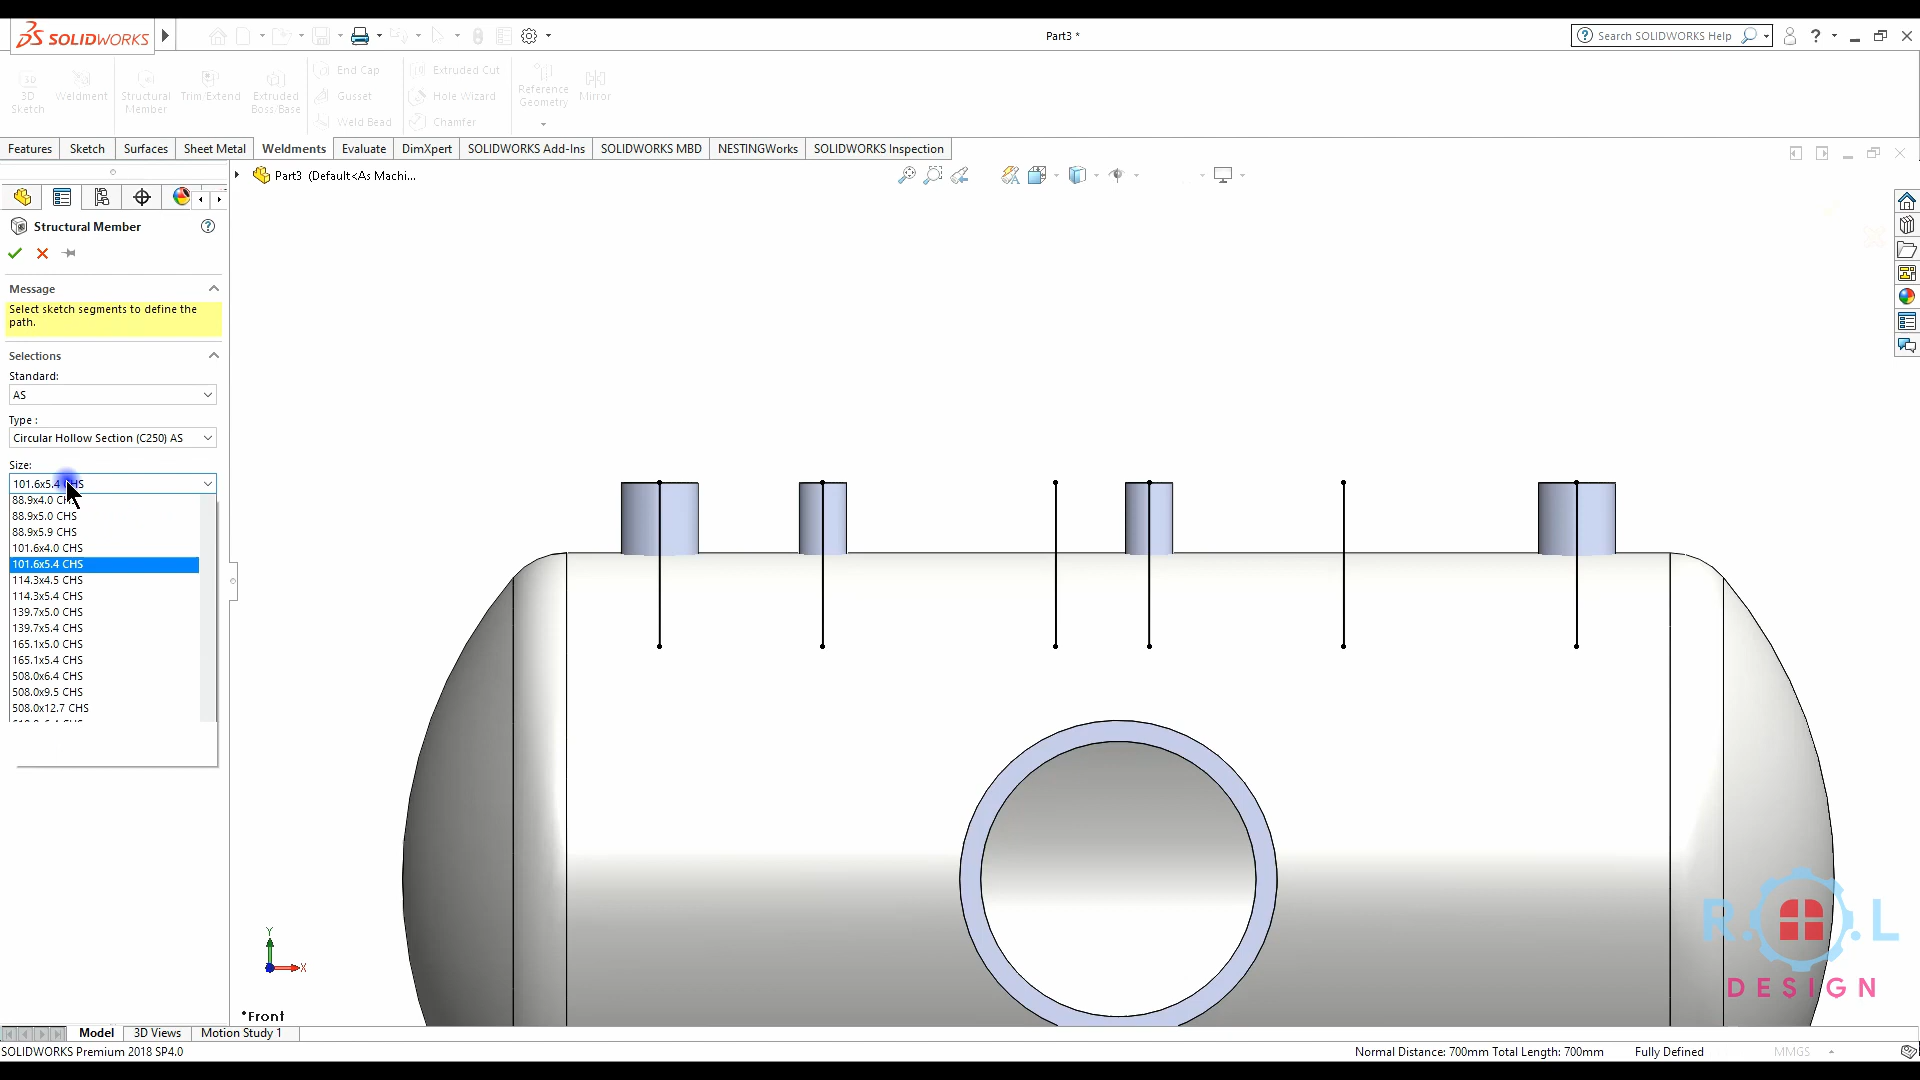 SOLIDWORKS
Part3 *
Search SOLIDWORKS Help
3D Sketch
Weldment
Structural Member
Trim/Extend
Extruded Boss/Base
End Cap
Gusset
Weld Bead
Extruded Cut
Hole Wizard
Chamfer
Reference Geometry
Mirror
Features
Sketch
Surfaces
Sheet Metal
Weldments
Evaluate
DimXpert
SOLIDWORKS Add-Ins
SOLIDWORKS MBD
NESTINGWorks
SOLIDWORKS Inspection
Part3 (Default<As Machi...
Structural Member
Message
Select sketch segments to define the
path.
Selections
Standard:
AS
Type :
Circular Hollow Section (C250) AS
Size:
101.6x5.4 CHS
88.9x4.0 CHS
88.9x5.0 CHS
88.9x5.9 CHS
101.6x4.0 CHS
101.6x5.4 CHS
114.3x4.5 CHS
114.3x5.4 CHS
139.7x5.0 CHS
139.7x5.4 CHS
165.1x5.0 CHS
165.1x5.4 CHS
508.0x6.4 CHS
508.0x9.5 CHS
508.0x12.7 CHS
Y
X
*Front
R.O.L
DESIGN
Model
3D Views
Motion Study 1
SOLIDWORKS Premium 2018 SP4.0
Normal Distance: 700mm Total Length: 700mm
Fully Defined
MMGS